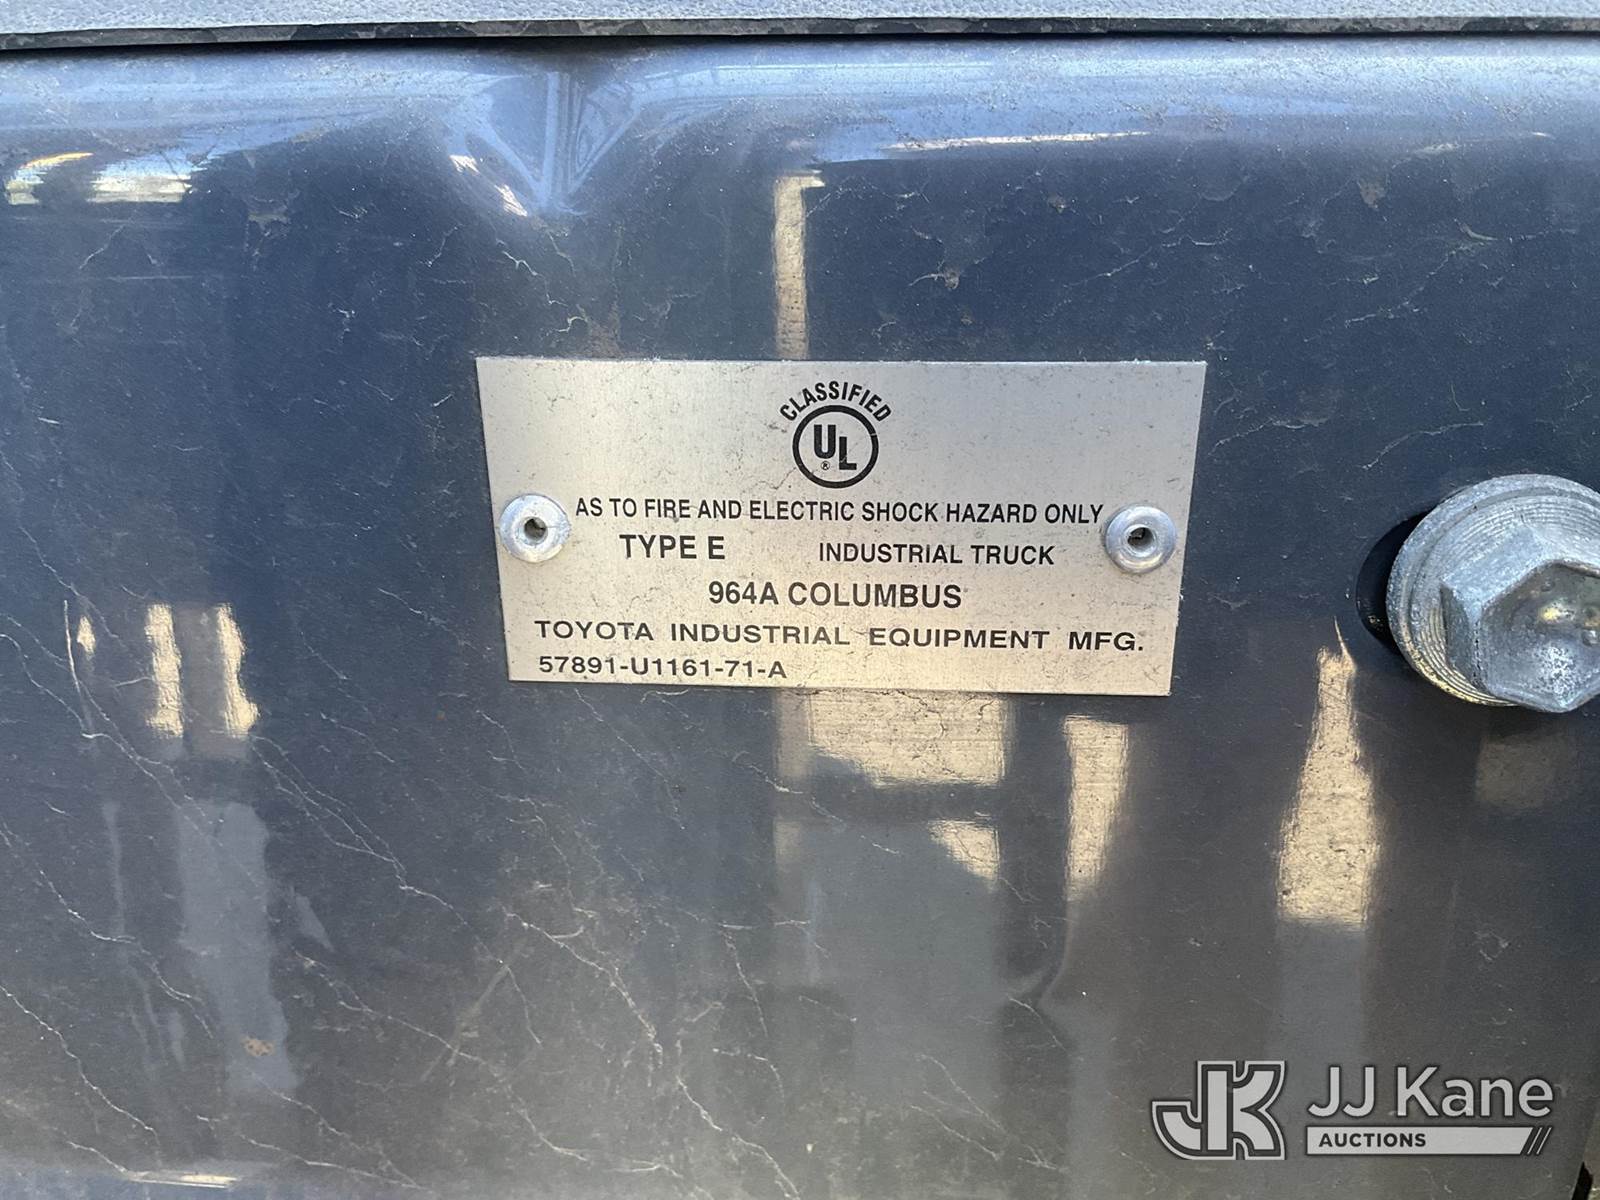 CLASSIFIED
UL®
AS TO FIRE AND ELECTRIC SHOCK HAZARD ONLY
TYPE E INDUSTRIAL TRUCK
964A COLUMBUS
TOYOTA INDUSTRIAL EQUIPMENT MFG.
57891-U1161-71-A
JK JJ Kane
AUCTIONS